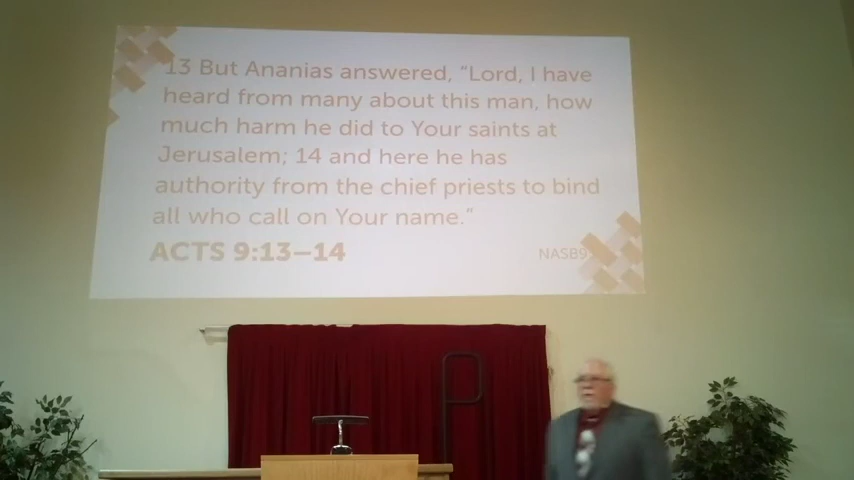 13 But Ananias answered, “Lord, I have
heard from many about this man, how
much harm he did to Your saints at
Jerusalem; 14 and here he has
authority from the chief priests to bind
all who call on Your name.”
ACTS 9:13–14
NASB9